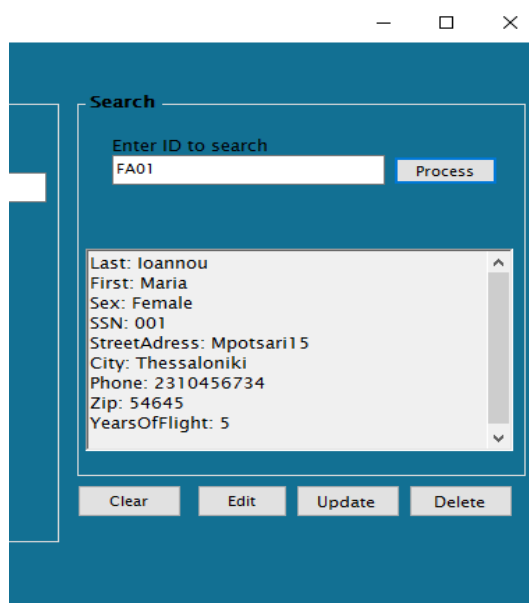 Search
Enter ID to search
FA01
Process
Last: Ioannou
First: Maria
Sex: Female
SSN: 001
StreetAdress: Mpotsari15
City: Thessaloniki
Phone: 2310456734
Zip: 54645
YearsOfFlight: 5
Clear Edit Update Delete